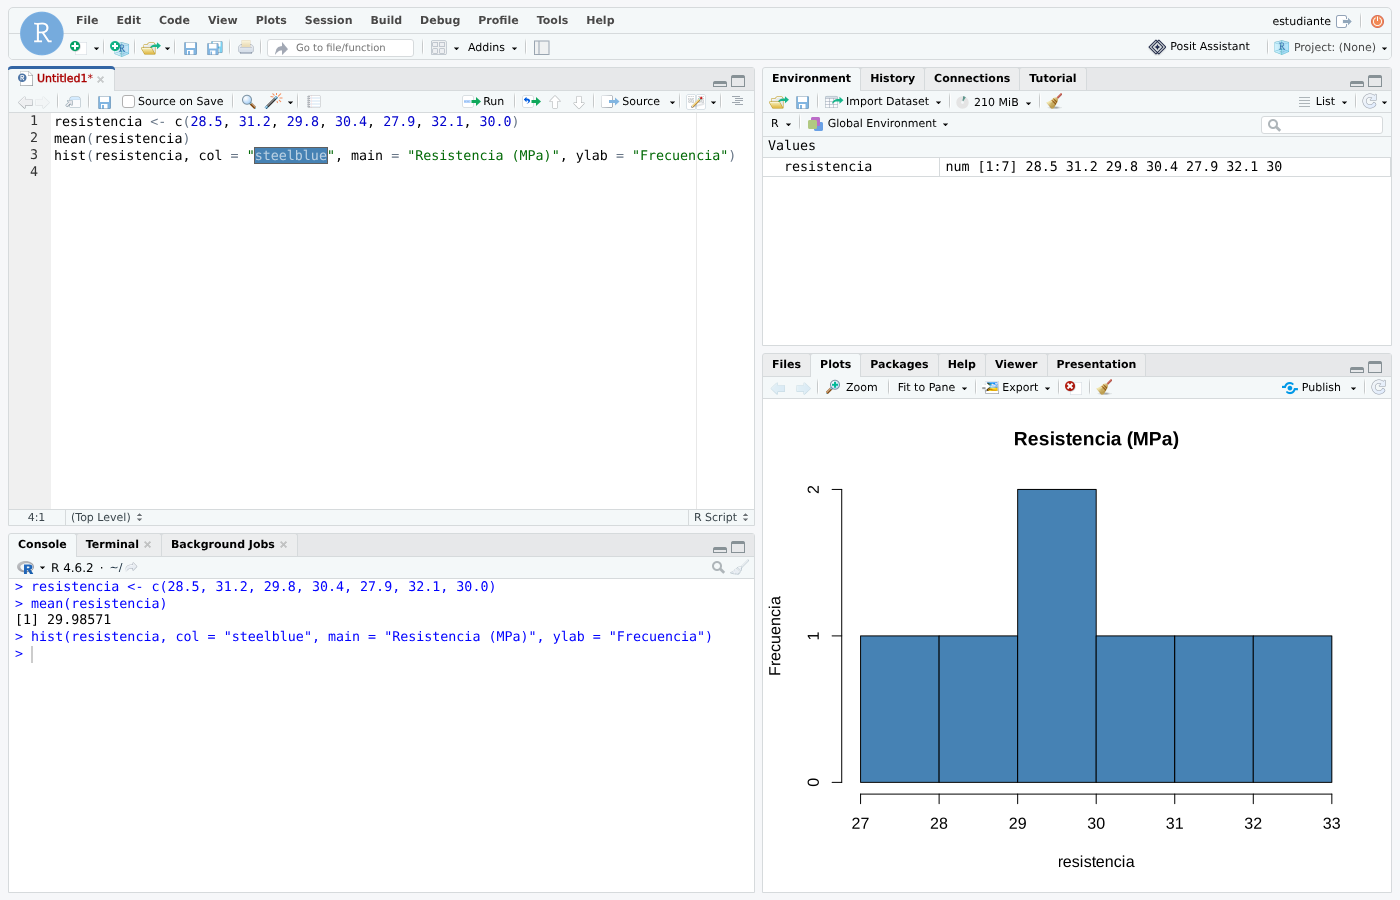 File Edit Code View Plots Session Build Debug Profile Tools Help
estudiante
Go to file/function
Addins
Posit Assistant
Project: (None)
Untitled1*
Source on Save
Run
Source
1 resistencia <- c(28.5, 31.2, 29.8, 30.4, 27.9, 32.1, 30.0)
2 mean(resistencia)
3 hist(resistencia, col = "steelblue", main = "Resistencia (MPa)", ylab = "Frecuencia")
4
4:1 (Top Level) R Script
Console Terminal Background Jobs
R 4.6.2 · ~/
> resistencia <- c(28.5, 31.2, 29.8, 30.4, 27.9, 32.1, 30.0)
> mean(resistencia)
[1] 29.98571
> hist(resistencia, col = "steelblue", main = "Resistencia (MPa)", ylab = "Frecuencia")
>
Environment History Connections Tutorial
Import Dataset 210 MiB List
R Global Environment
Values
resistencia num [1:7] 28.5 31.2 29.8 30.4 27.9 32.1 30
Files Plots Packages Help Viewer Presentation
Zoom Fit to Pane Export Publish
Resistencia (MPa)
Frecuencia
2
1
0
27 28 29 30 31 32 33
resistencia